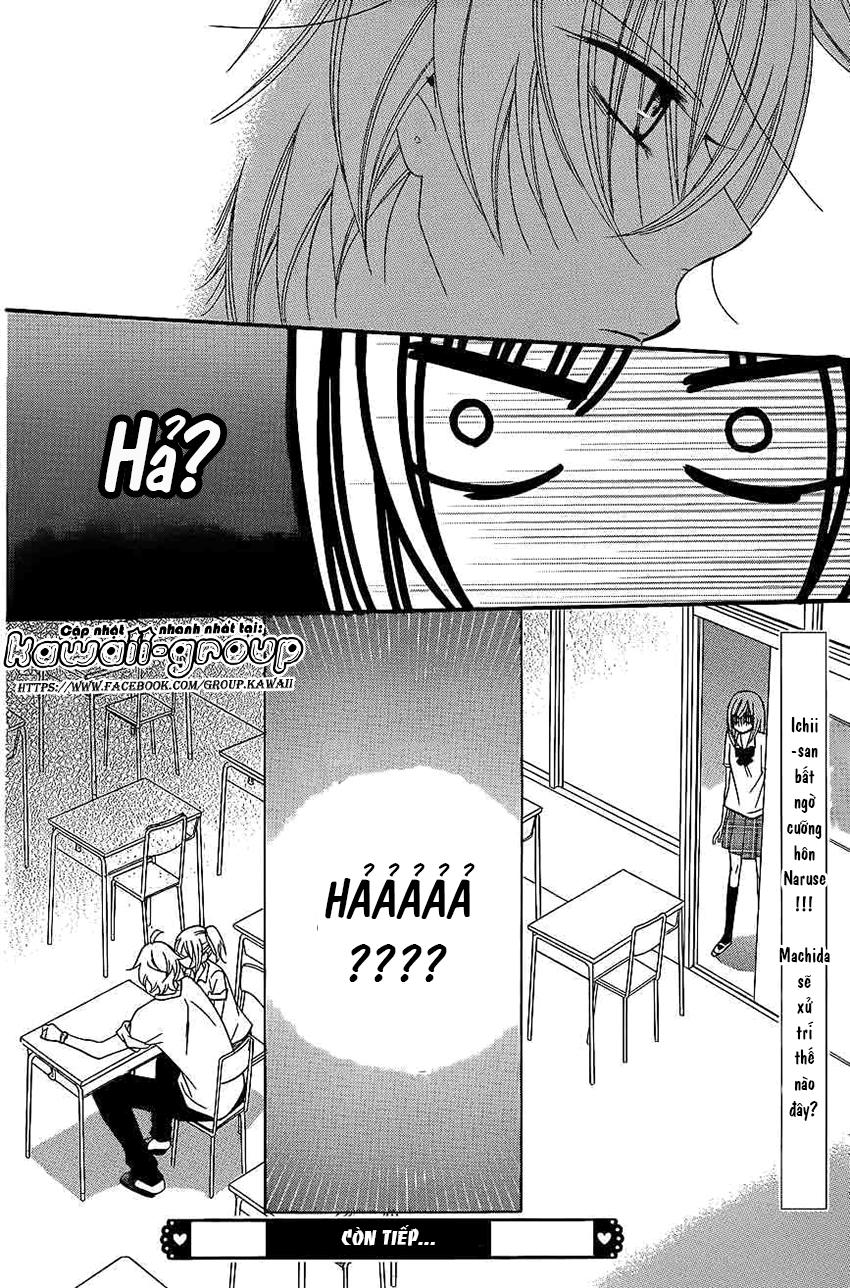 Hả?
Cập nhật nhanh nhất tại:
Kawaii-group
HTTPS://WWW.FACEBOOK.COM/GROUP.KAWAII
HẢẢẢẢẢ
????
Ichii
-san
bất
ngờ
cưỡng
hôn
Naruse
!!!
Machida
sẽ
xử
trí
thế
nào
đây?
CÒN TIẾP...